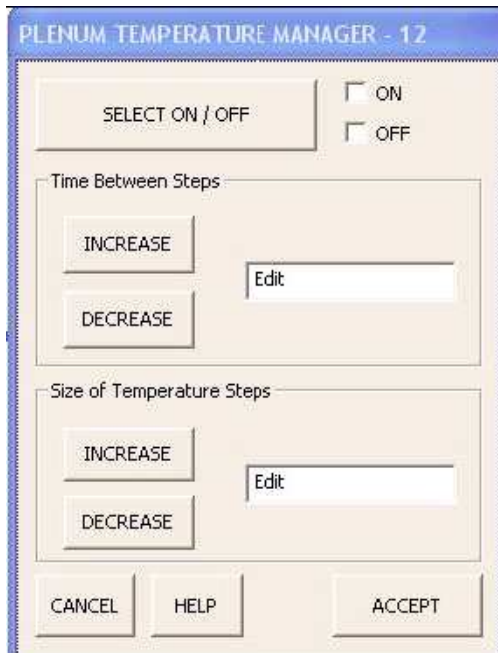 PLENUM TEMPERATURE MANAGER - 12
SELECT ON / OFF
ON
OFF
Time Between Steps
INCREASE
Edit
DECREASE
Size of Temperature Steps
INCREASE
Edit
DECREASE
CANCEL
HELP
ACCEPT